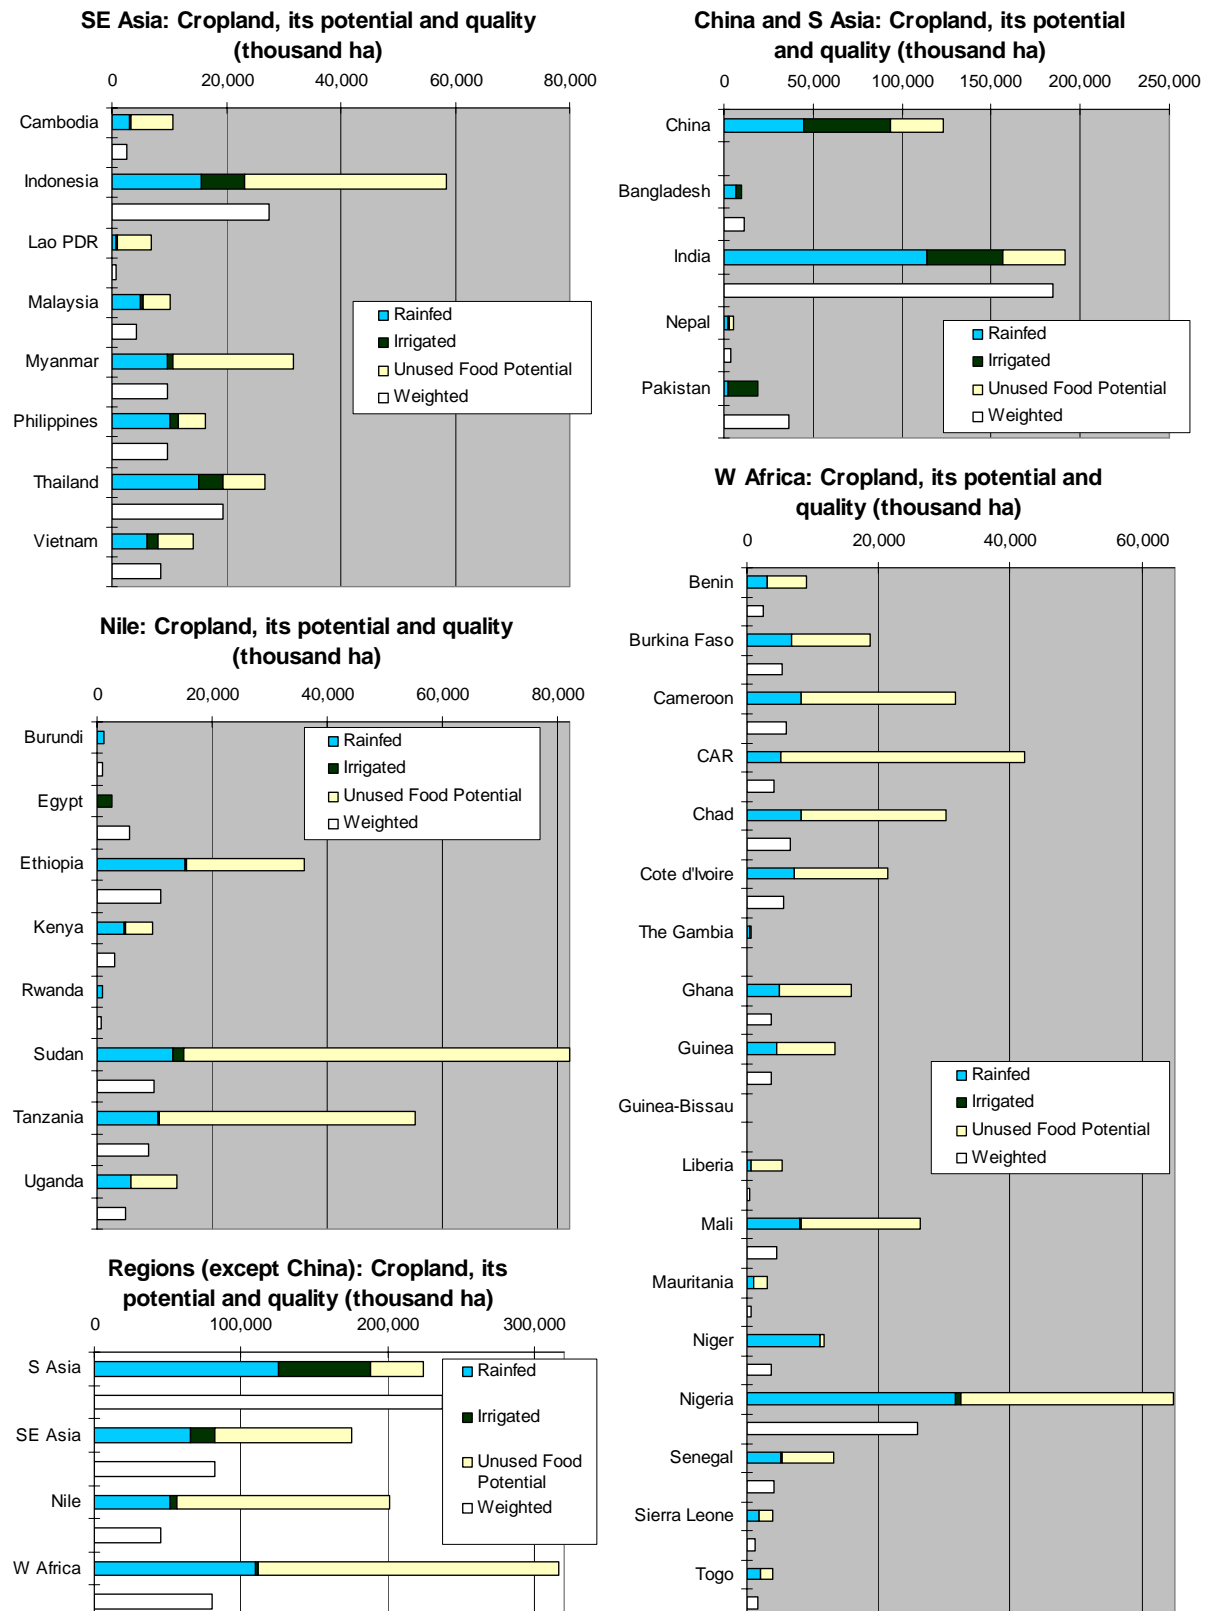 SE Asia: Cropland, its potential and quality
(thousand ha)
0 20,000 40,000 60,000 80,000
Cambodia
Indonesia
Lao PDR
Malaysia
Myanmar
Philippines
Thailand
Vietnam
Rainfed
Irrigated
Unused Food Potential
Weighted
China and S Asia: Cropland, its potential
and quality (thousand ha)
0 50,000 100,000 150,000 200,000 250,000
China
Bangladesh
India
Nepal
Pakistan
Rainfed
Irrigated
Unused Food Potential
Weighted
Nile: Cropland, its potential and quality
(thousand ha)
0 20,000 40,000 60,000 80,000
Burundi
Egypt
Ethiopia
Kenya
Rwanda
Sudan
Tanzania
Uganda
Rainfed
Irrigated
Unused Food Potential
Weighted
W Africa: Cropland, its potential and
quality (thousand ha)
0 20,000 40,000 60,000
Benin
Burkina Faso
Cameroon
CAR
Chad
Cote d'Ivoire
The Gambia
Ghana
Guinea
Guinea-Bissau
Liberia
Mali
Mauritania
Niger
Nigeria
Senegal
Sierra Leone
Togo
Rainfed
Irrigated
Unused Food Potential
Weighted
Regions (except China): Cropland, its
potential and quality (thousand ha)
0 100,000 200,000 300,000
S Asia
SE Asia
Nile
W Africa
Rainfed
Irrigated
Unused Food
Potential
Weighted